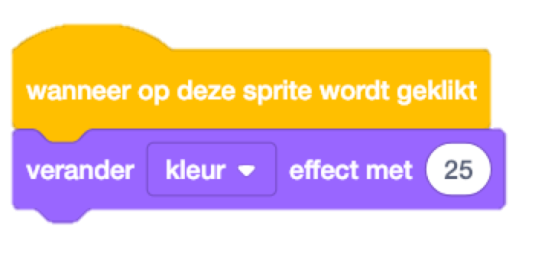 wanneer op deze sprite wordt geklikt
verander kleur effect met 25